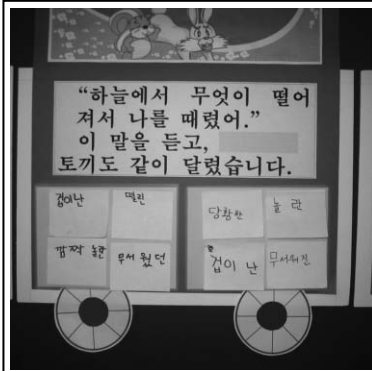 “하늘에서 무엇이 떨어
져서 나를 때렸어.”
이 말을 듣고,
토끼도 같이 달렸습니다.
겁이난
떨린
당황한
놀란
깜짝 놀란
무서웠던
겁이 난
무서워진